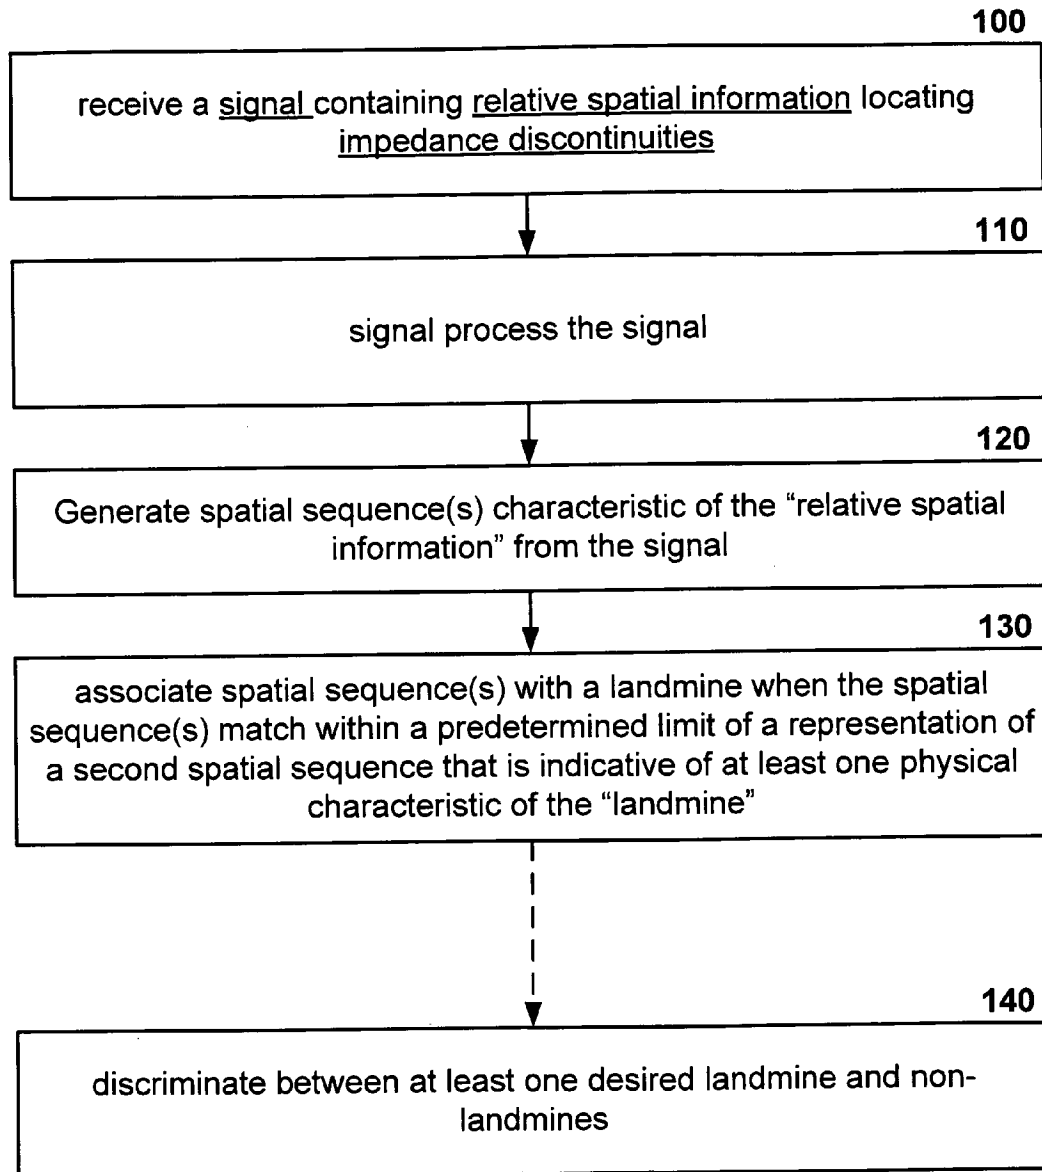 100
receive a signal containing relative spatial information locating
impedance discontinuities
110
signal process the signal
120
Generate spatial sequence(s) characteristic of the “relative spatial
information” from the signal
130
associate spatial sequence(s) with a landmine when the spatial
sequence(s) match within a predetermined limit of a representation of
a second spatial sequence that is indicative of at least one physical
characteristic of the “landmine”
140
discriminate between at least one desired landmine and non-
landmines